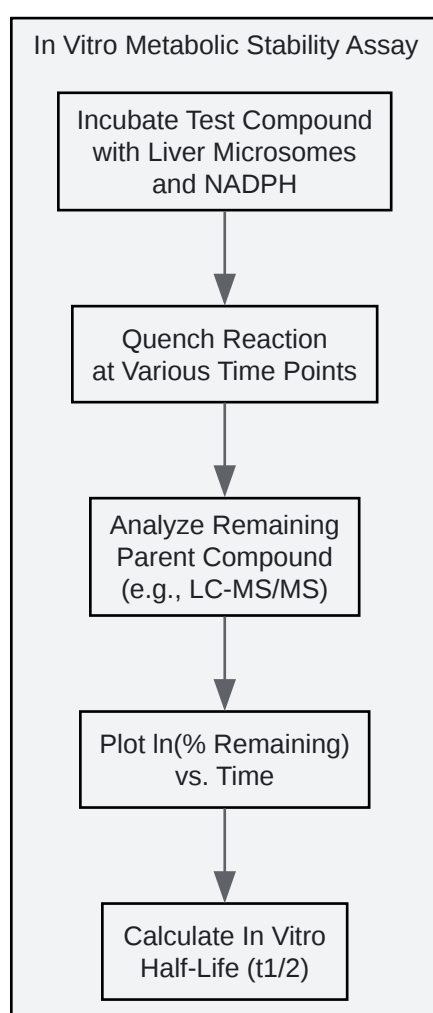 In Vitro Metabolic Stability Assay
Incubate Test Compound
with Liver Microsomes
and NADPH
Quench Reaction
at Various Time Points
Analyze Remaining
Parent Compound
(e.g., LC-MS/MS)
Plot ln(% Remaining)
vs. Time
Calculate In Vitro
Half-Life (t1/2)